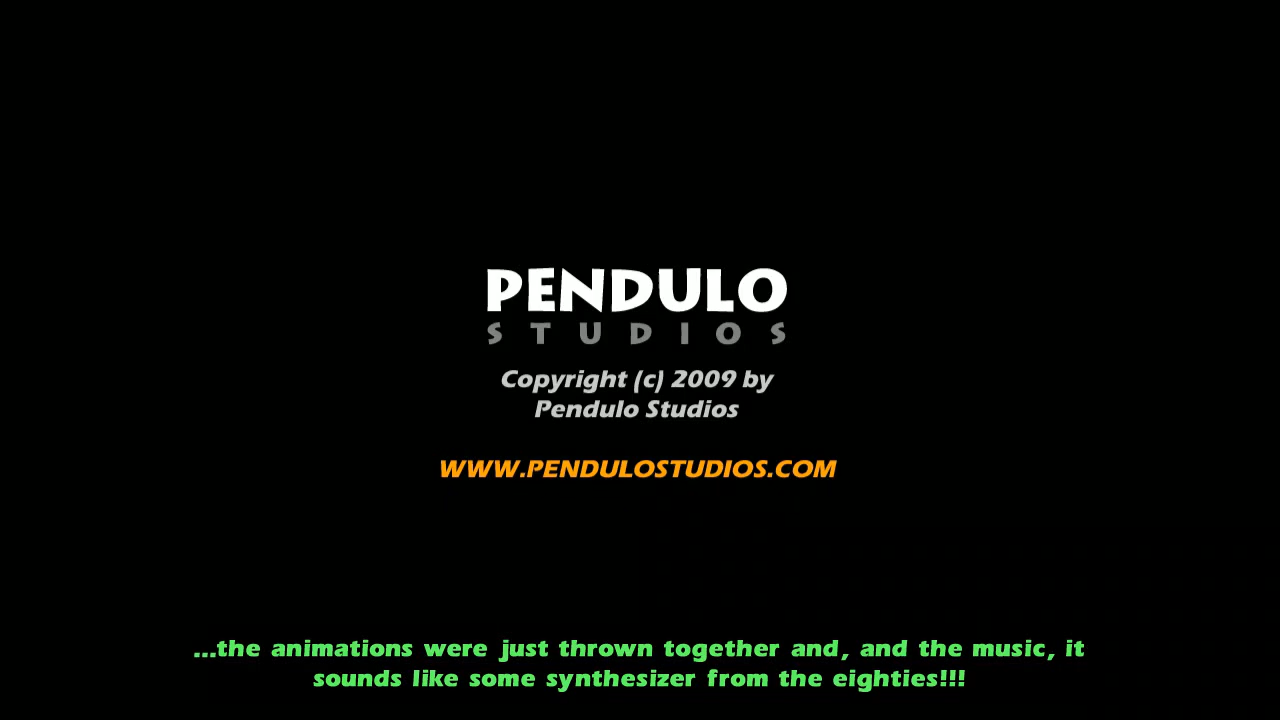 PENDULO
STUDIOS
Copyright (c) 2009 by
Pendulo Studios
WWW.PENDULOSTUDIOS.COM
...the animations were just thrown together and, and the music, it
sounds like some synthesizer from the eighties!!!